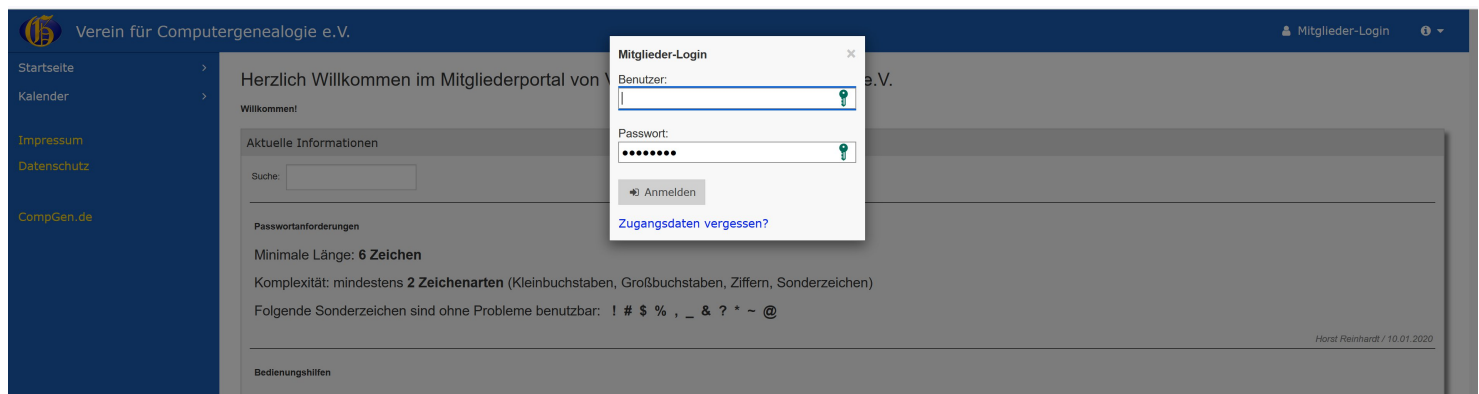 Verein für Computergenealogie e.V.
Mitglieder-Login
Startseite
Kalender
Impressum
Datenschutz
CompGen.de
Herzlich Willkommen im Mitgliederportal von
e.V.
Willkommen!
Aktuelle Informationen
Suche:
Passwortanforderungen
Minimale Länge: 6 Zeichen
Komplexität: mindestens 2 Zeichenarten (Kleinbuchstaben, Großbuchstaben, Ziffern, Sonderzeichen)
Folgende Sonderzeichen sind ohne Probleme benutzbar: ! # $ % , _ & ? * ~ @
Horst Reinhardt / 10.01.2020
Bedienungshilfen
Mitglieder-Login ×
Benutzer:
Passwort:
••••••••
Anmelden
Zugangsdaten vergessen?